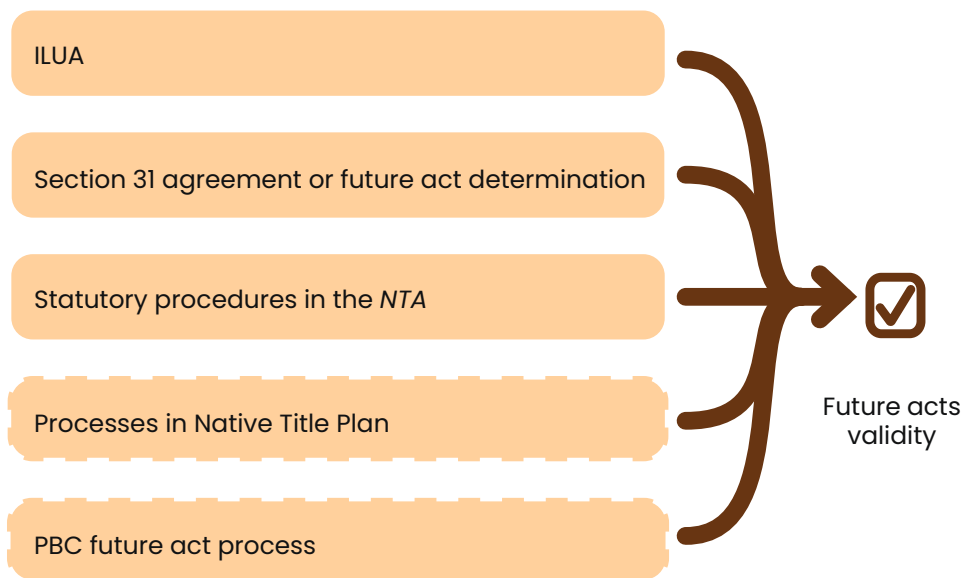 ILUA
Section 31 agreement or future act determination
Statutory procedures in the NTA
Processes in Native Title Plan
PBC future act process
Future acts
validity